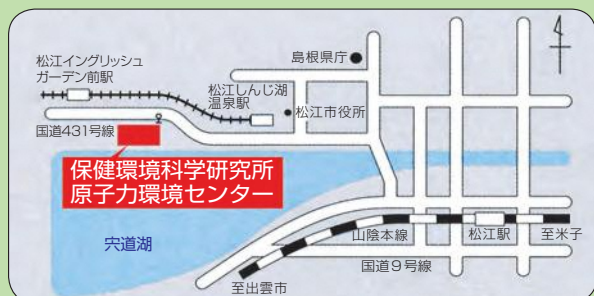 松江イングリッシュ
ガーデン前駅
島根県庁
松江しんじ湖
温泉駅
松江市役所
国道431号線
保健環境科学研究所
原子力環境センター
宍道湖
山陰本線
松江駅
至米子
国道9号線
至出雲市